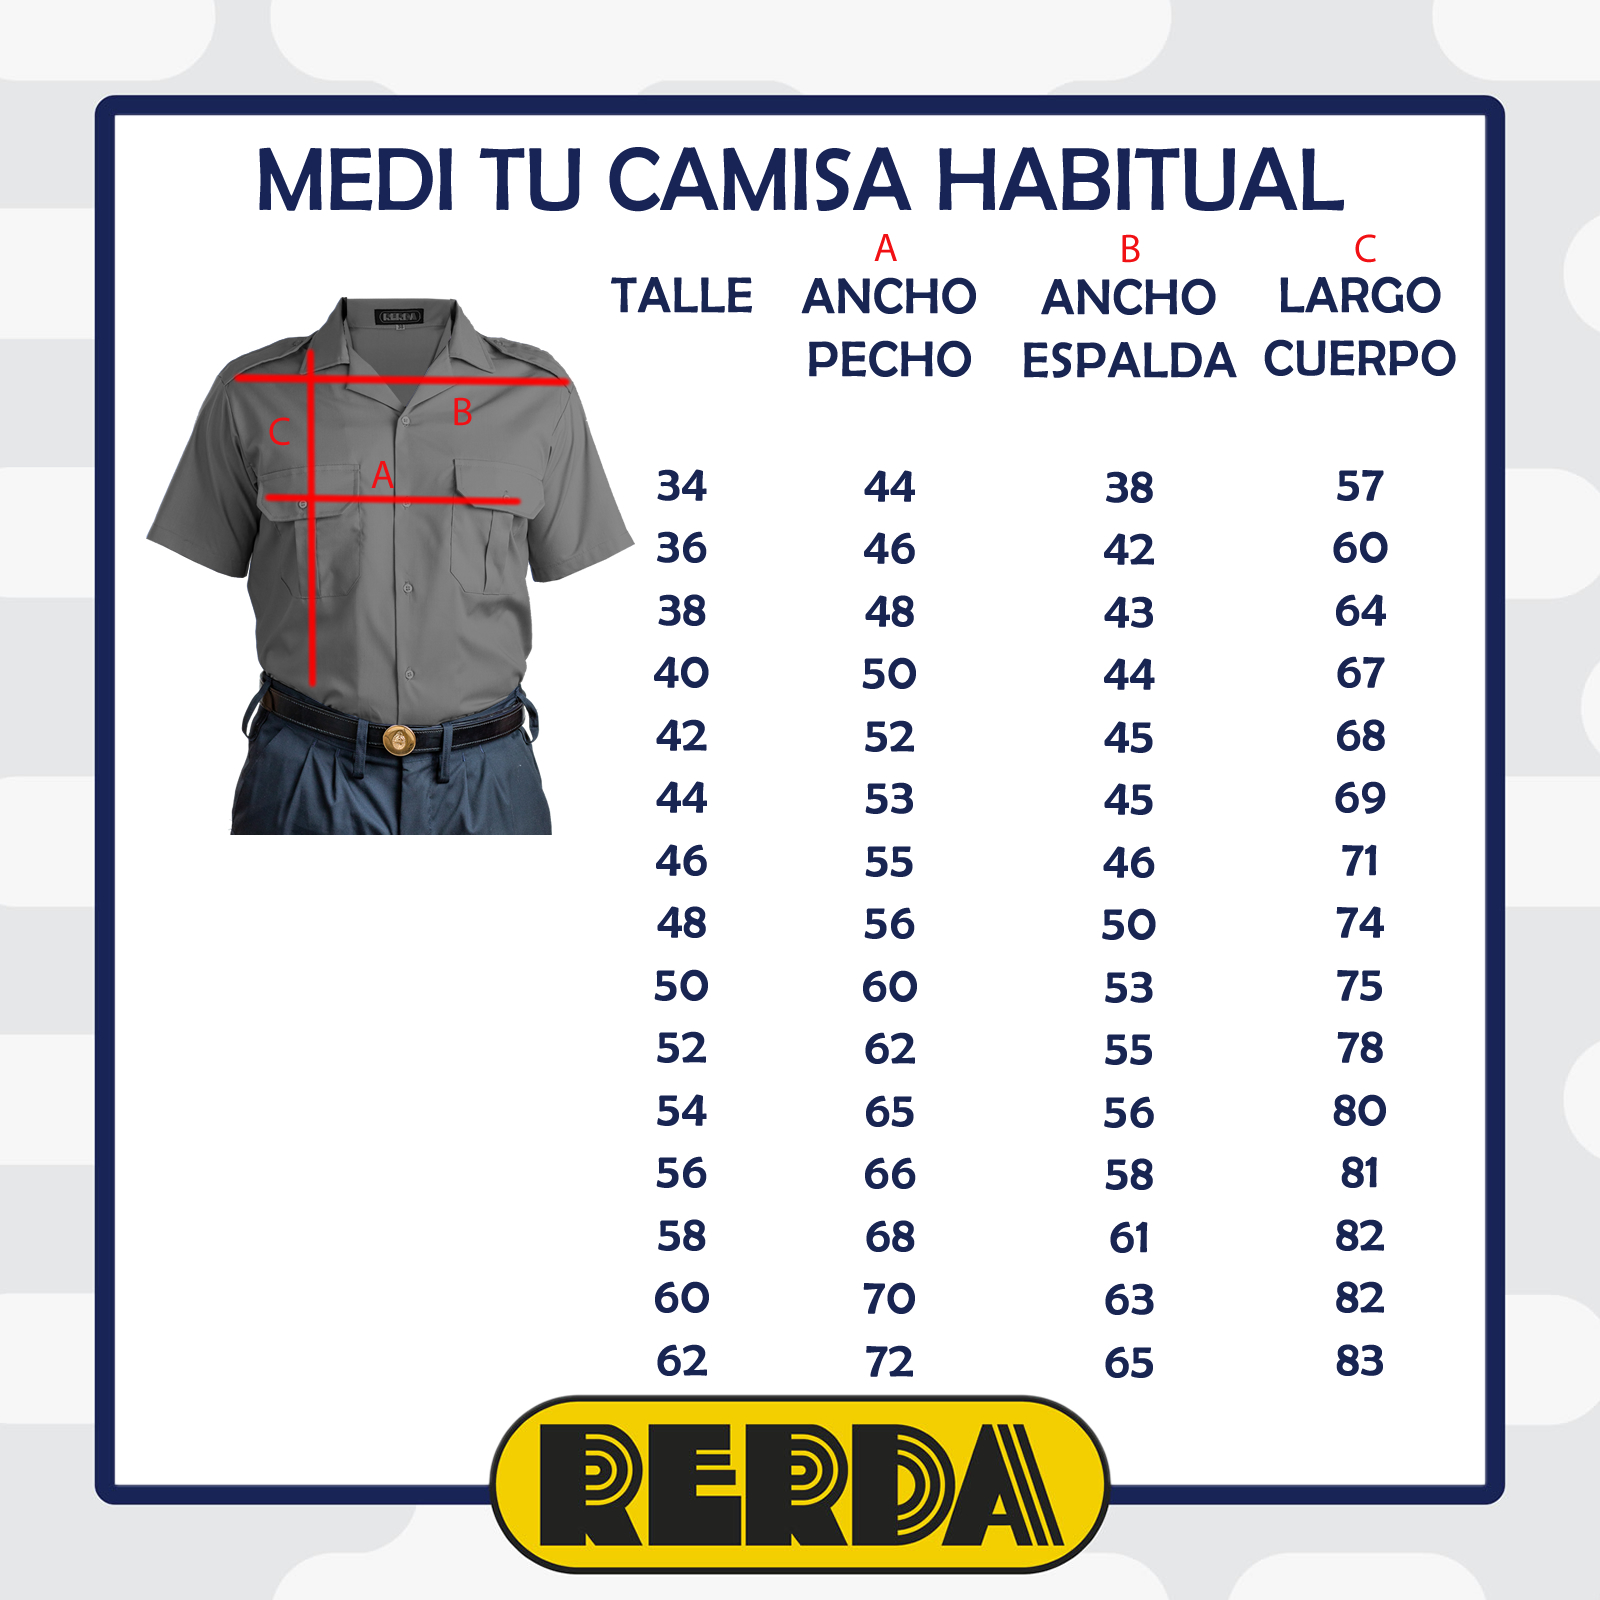 MEDI TU CAMISA HABITUAL
A B C
TALLE ANCHO PECHO ANCHO ESPALDA LARGO CUERPO
RERDA
B
C
A
34 44 38 57
36 46 42 60
38 48 43 64
40 50 44 67
42 52 45 68
44 53 45 69
46 55 46 71
48 56 50 74
50 60 53 75
52 62 55 78
54 65 56 80
56 66 58 81
58 68 61 82
60 70 63 82
62 72 65 83
RERDA